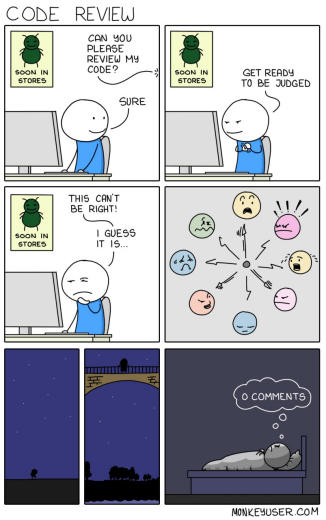 CODE REVIEW
SOON IN
STORES
CAN YOU
PLEASE
REVIEW MY
CODE?
SURE
SOON IN
STORES
GET READY
TO BE JUDGED
SOON IN
STORES
THIS CAN'T
BE RIGHT!
I GUESS
IT IS...
0 COMMENTS
MONKEYUSER.COM